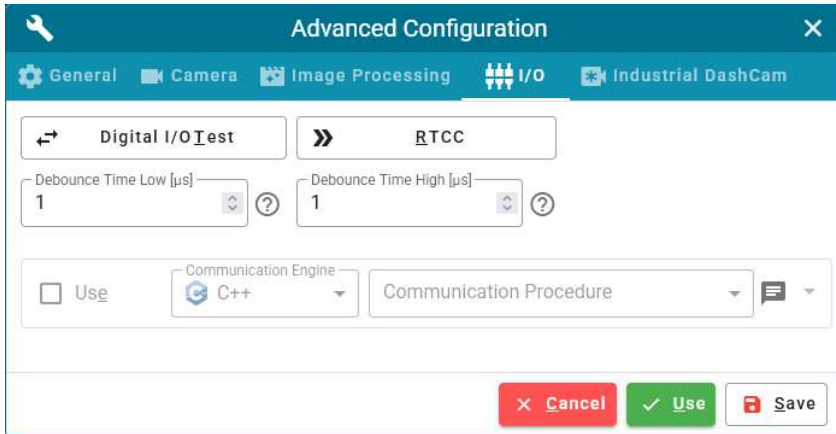 Advanced Configuration
General Camera Image Processing I/O Industrial DashCam
Digital I/O Test RTCC
Debounce Time Low [µs] Debounce Time High [µs]
1 1
Communication Engine
Use C++ Communication Procedure
Cancel Use Save